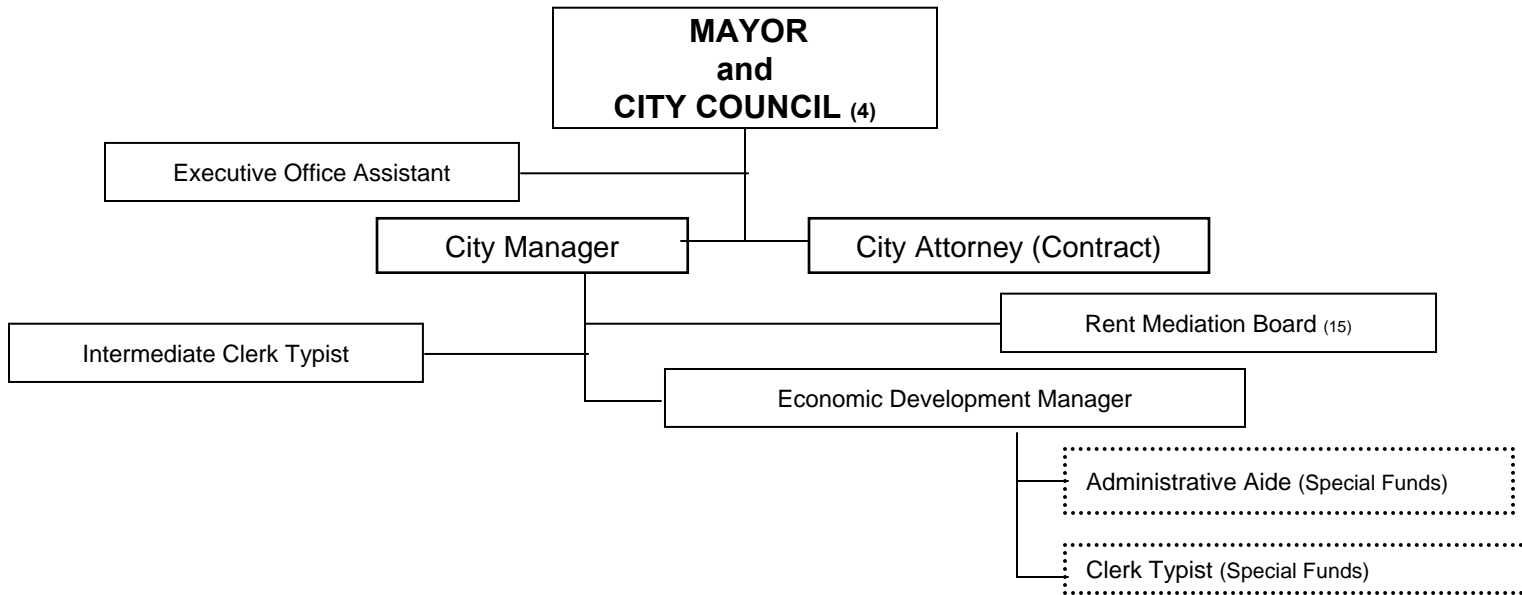 MAYOR
and
CITY COUNCIL (4)
Executive Office Assistant
City Manager
City Attorney (Contract)
Rent Mediation Board (15)
Intermediate Clerk Typist
Economic Development Manager
Administrative Aide (Special Funds)
Clerk Typist (Special Funds)